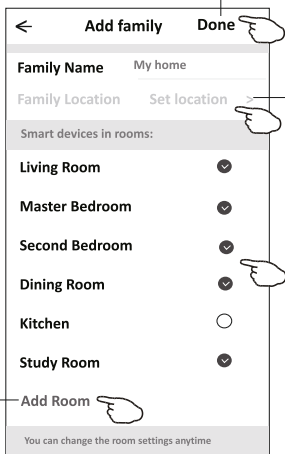 Add family Done
Family Name My home
Family Location Set location >
Smart devices in rooms:
Living Room
Master Bedroom
Second Bedroom
Dining Room
Kitchen
Study Room
Add Room
You can change the room settings anytime